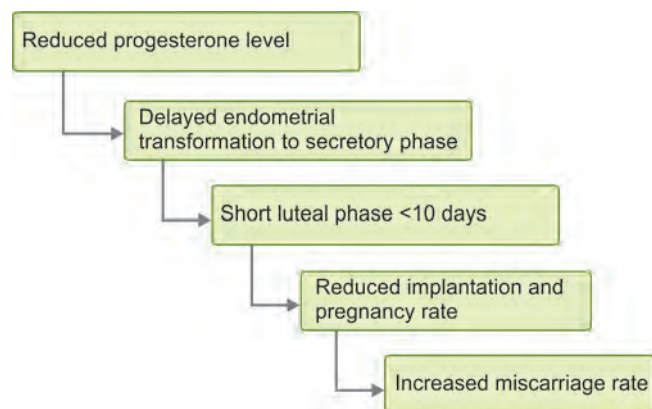 Reduced progesterone level
Delayed endometrial
transformation to secretory phase
Short luteal phase <10 days
Reduced implantation and
pregnancy rate
Increased miscarriage rate